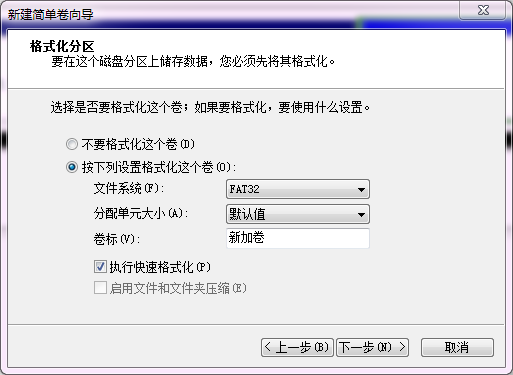 新建简单卷向导
格式化分区
要在这个磁盘分区上储存数据，您必须先将其格式化。
选择是否要格式化这个卷；如果要格式化，要使用什么设置。
不要格式化这个卷(D)
按下列设置格式化这个卷(O):
文件系统(F): FAT32
分配单元大小(A): 默认值
卷标(V): 新加卷
执行快速格式化(P)
启用文件和文件夹压缩(E)
< 上一步(B) 下一步(N) > 取消